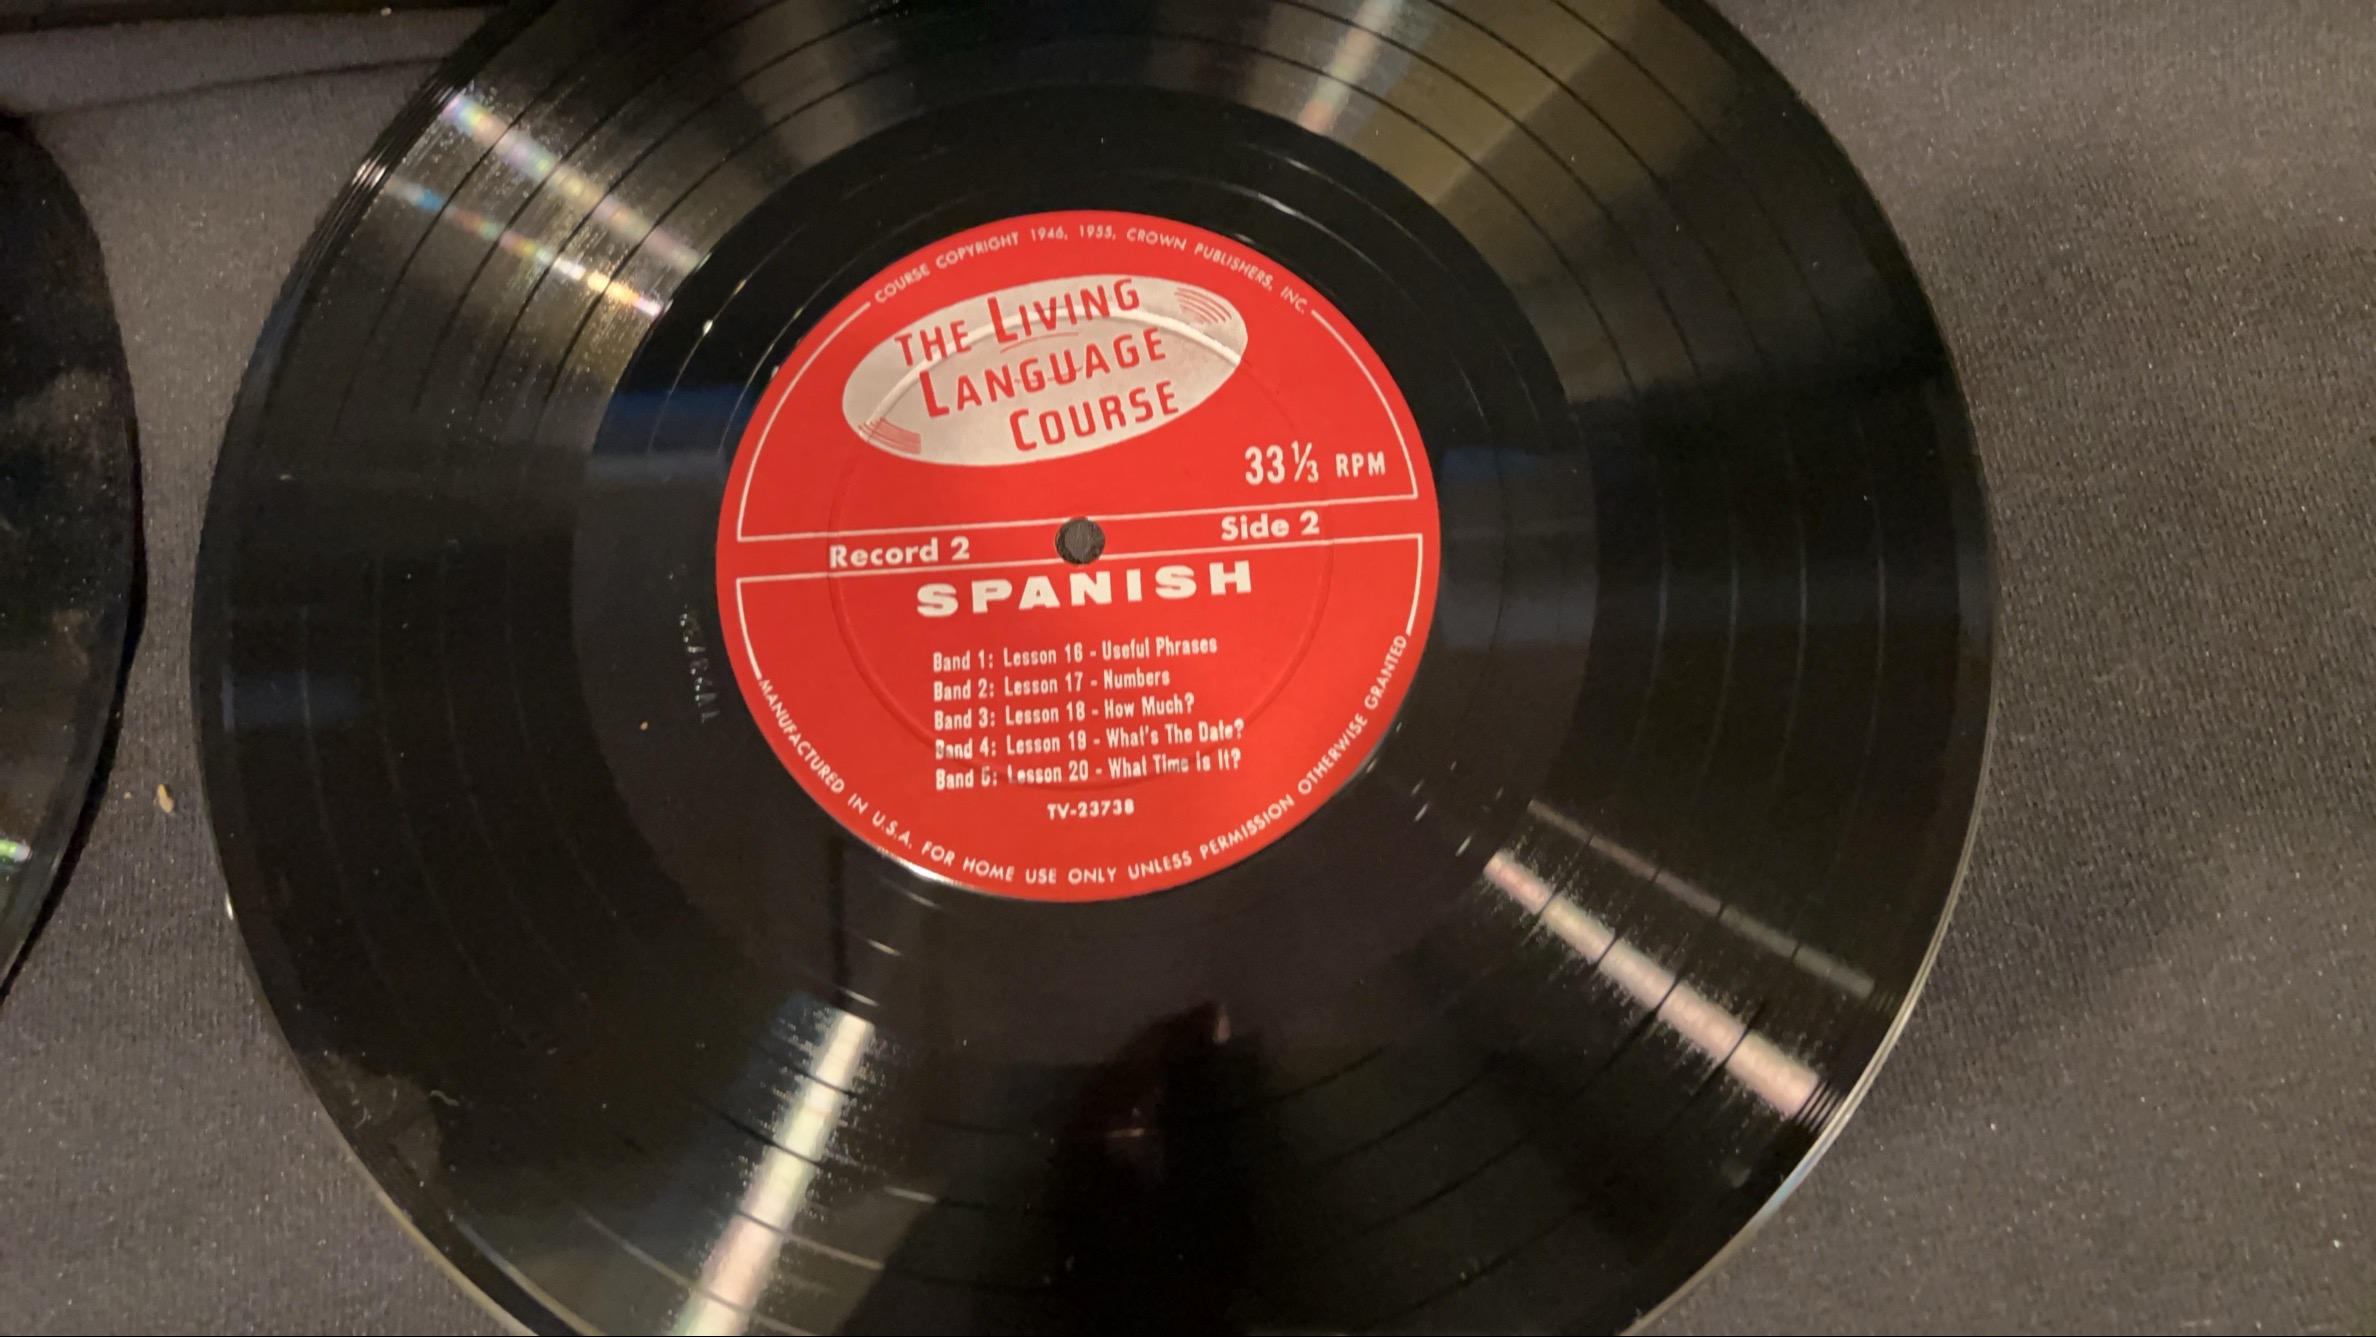 COURSE COPYRIGHT 1946, 1955, CROWN PUBLISHERS, INC.
THE LIVING
LANGUAGE
COURSE
33⅓ RPM
Record 2
Side 2
SPANISH
Band 1: Lesson 16 - Useful Phrases
Band 2: Lesson 17 - Numbers
Band 3: Lesson 18 - How Much?
Band 4: Lesson 19 - What's The Date?
Band 5: Lesson 20 - What Time Is It?
TV-23738
MANUFACTURED IN U.S.A. FOR HOME USE ONLY UNLESS PERMISSION OTHERWISE GRANTED